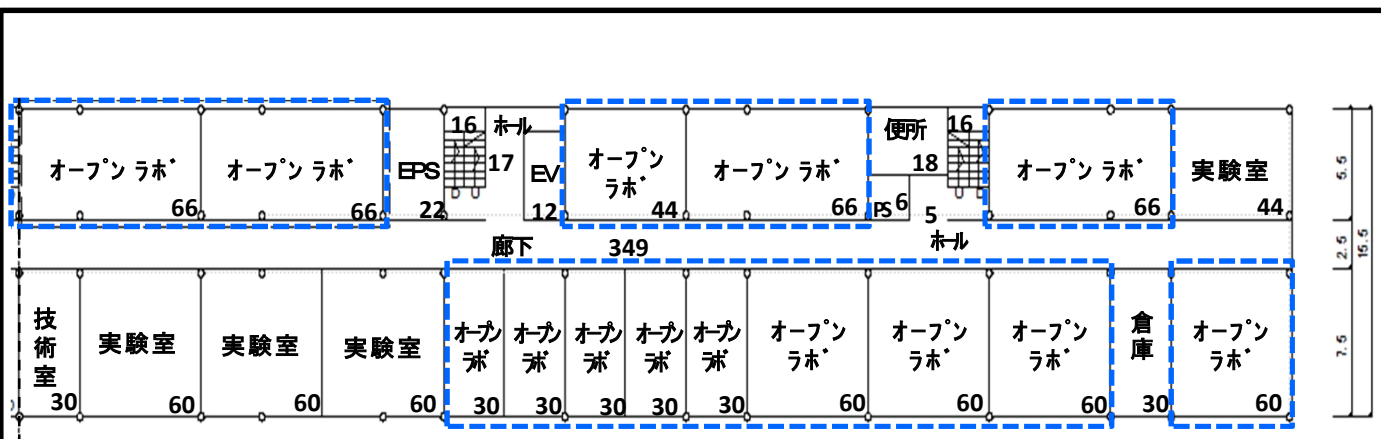 オープン ラボ
66
オープン ラボ
66
EPS
22
16
ホール
17
EV
12
オープン
ラボ
44
オープン ラボ
66
便所
18
PS 6
16
5
ホール
オープン ラボ
66
実験室
44
廊下 349
技術室
30
実験室
60
実験室
60
実験室
60
オープン
ラボ
30
オープン
ラボ
30
オープン
ラボ
30
オープン
ラボ
30
オープン
ラボ
30
オープン
ラボ
60
オープン
ラボ
60
オープン
ラボ
60
倉庫
30
オープン
ラボ
60
5.5
2.5
15.5
7.5